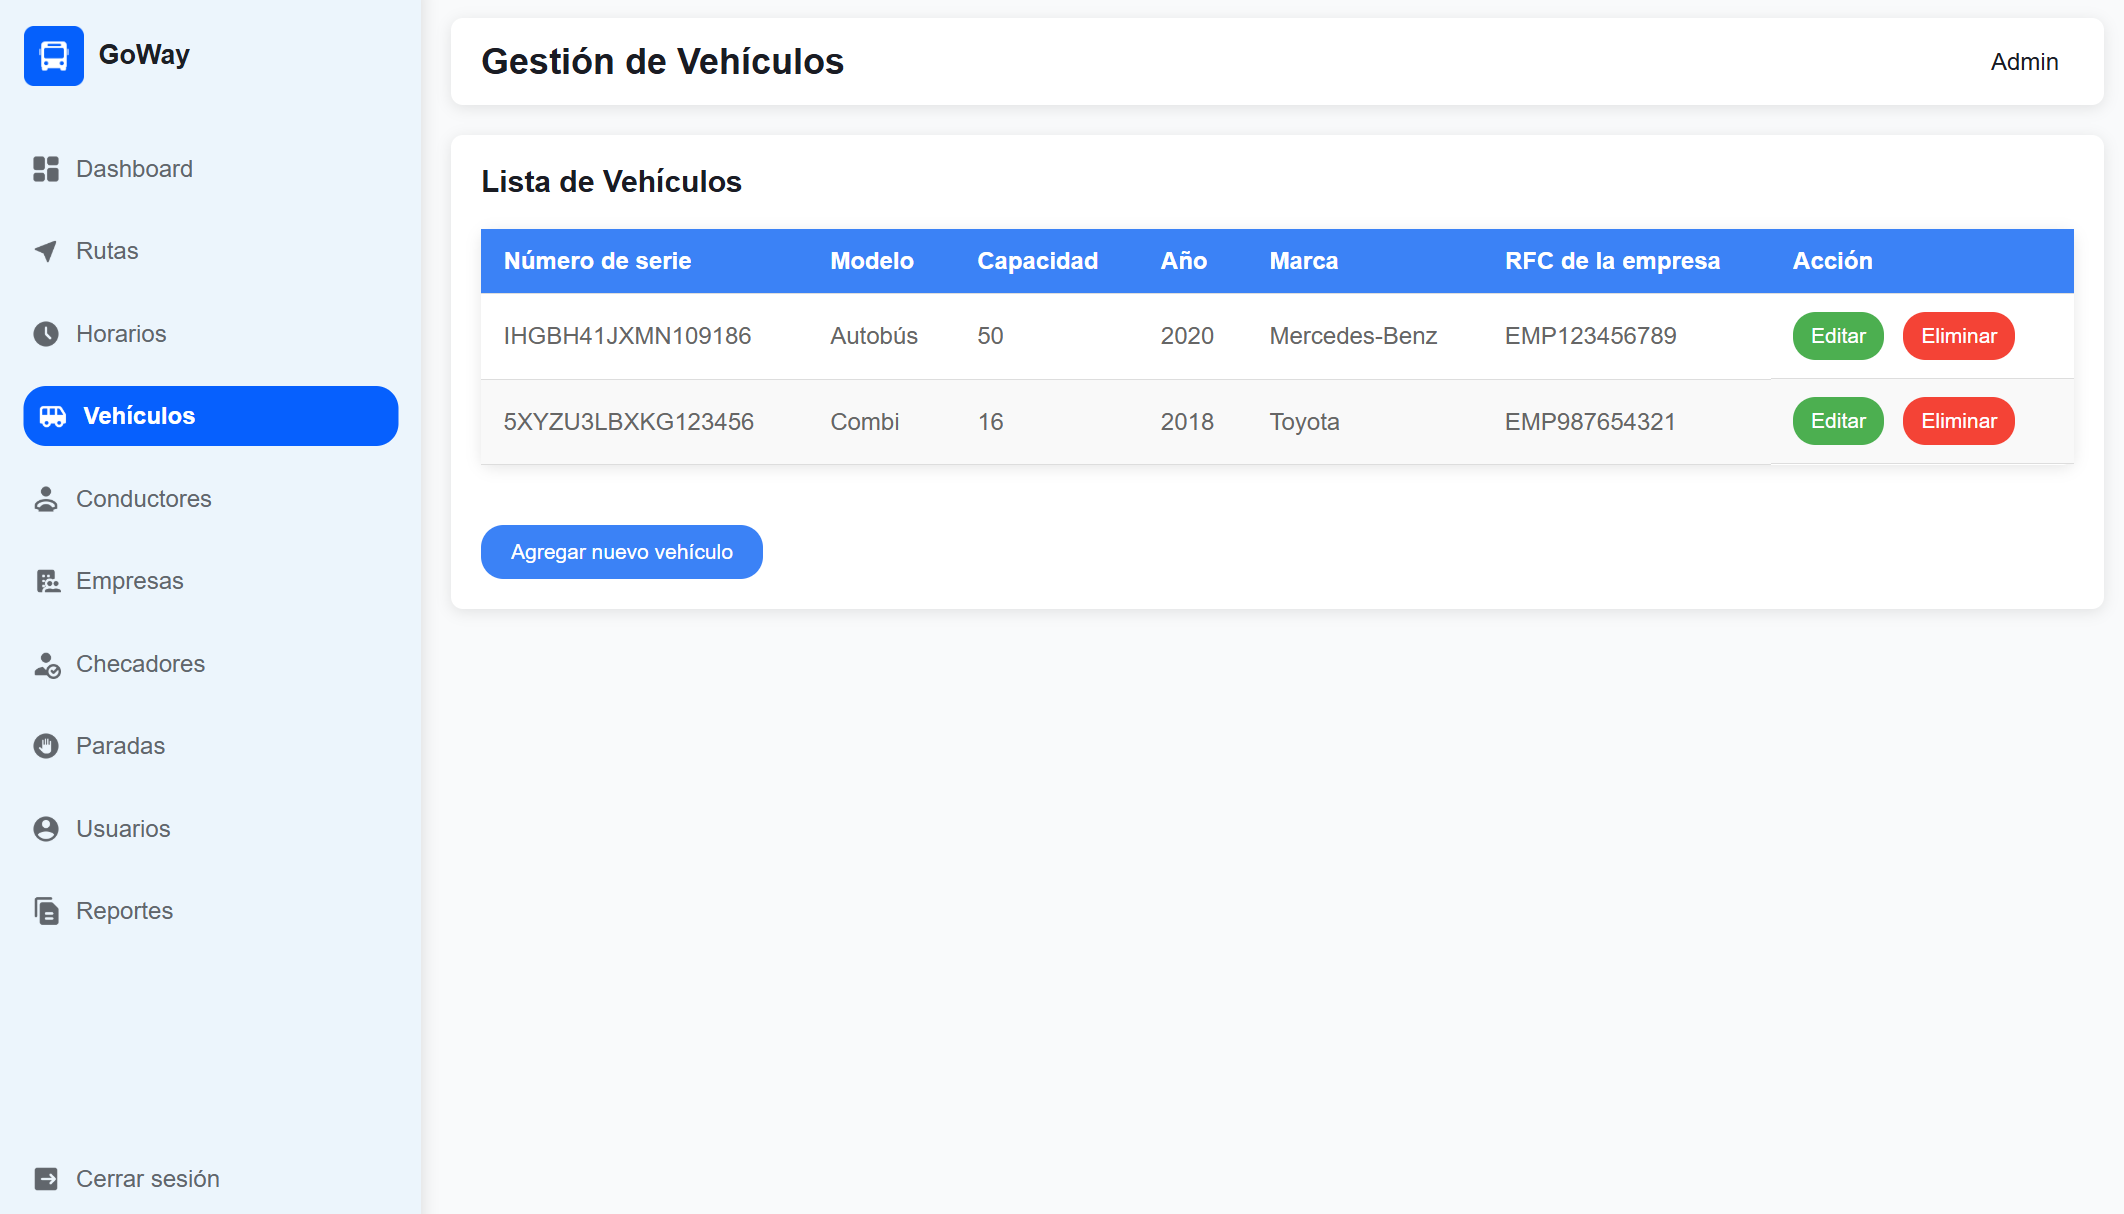 GoWay
Dashboard
Rutas
Horarios
Vehículos
Conductores
Empresas
Checadores
Paradas
Usuarios
Reportes
Cerrar sesión
Gestión de Vehículos
Admin
Lista de Vehículos
Número de serie Modelo Capacidad Año Marca RFC de la empresa Acción
IHGBH41JXMN109186 Autobús 50 2020 Mercedes-Benz EMP123456789 Editar Eliminar
5XYZU3LBXKG123456 Combi 16 2018 Toyota EMP987654321 Editar Eliminar
Agregar nuevo vehículo